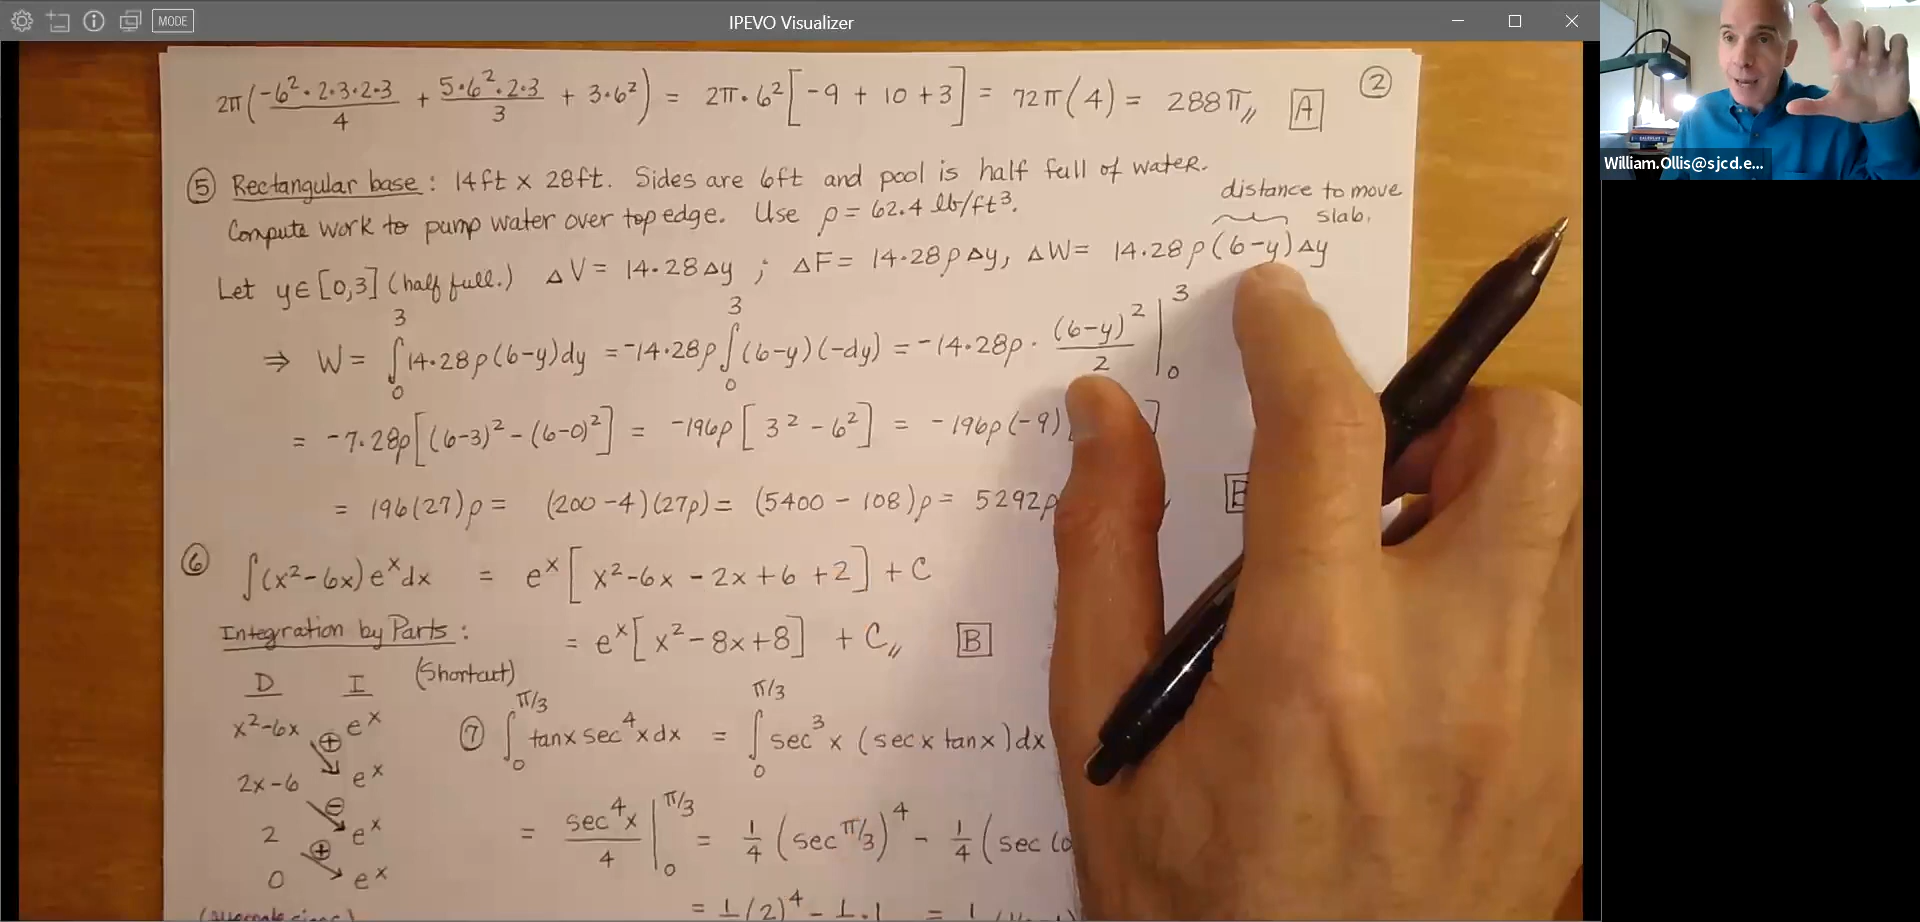 MODE
IPEVO Visualizer
William.Ollis@sjcd.e...
2π(-6²·2·3·2·3/4 + 5·6²·2·3/3 + 3·6²) = 2π·6²[-9 + 10 + 3] = 72π(4) = 288π,, A ②
⑤ Rectangular base: 14ft x 28ft. Sides are 6ft and pool is half full of water.
Compute work to pump water over top edge. Use ρ = 62.4 lb/ft³.
distance to move
slab.
Let y∈[0,3] (half full.) ΔV = 14·28Δy ; ΔF = 14·28ρΔy, ΔW = 14·28ρ(6-y)Δy
⇒ W = ∫₀³ 14·28ρ(6-y)dy = -14·28ρ∫₀³(6-y)(-dy) = -14·28ρ · (6-y)²/2 |₀³
= -7·28ρ[(6-3)²-(6-0)²] = -196ρ[3²-6²] = -196ρ(-9)[ ]
= 196(27)ρ = (200-4)(27ρ) = (5400-108)ρ = 5292ρ
⑥ ∫(x²-6x)eˣdx = eˣ[x²-6x-2x+6+2] + C
Integration by Parts: = eˣ[x²-8x+8] + C,, B
(Shortcut)
D I
x²-6x ⊕ eˣ
2x-6 ⊖ eˣ
2 ⊕ eˣ
0 eˣ
⑦ ∫₀^π/3 tanx sec⁴x dx = ∫₀^π/3 sec³x (secx tanx)dx
= sec⁴x/4 |₀^π/3 = 1/4(sec π/3)⁴ - 1/4(sec